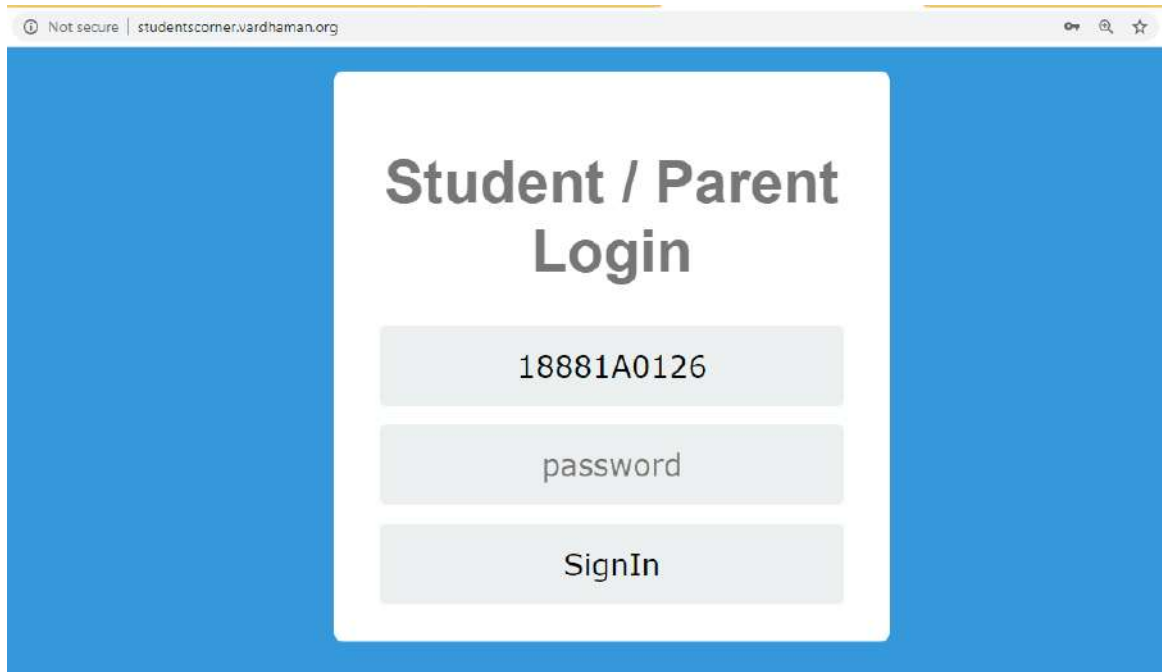 Not secure | studentscorner.vardhaman.org
Student / Parent
Login
18881A0126
password
SignIn